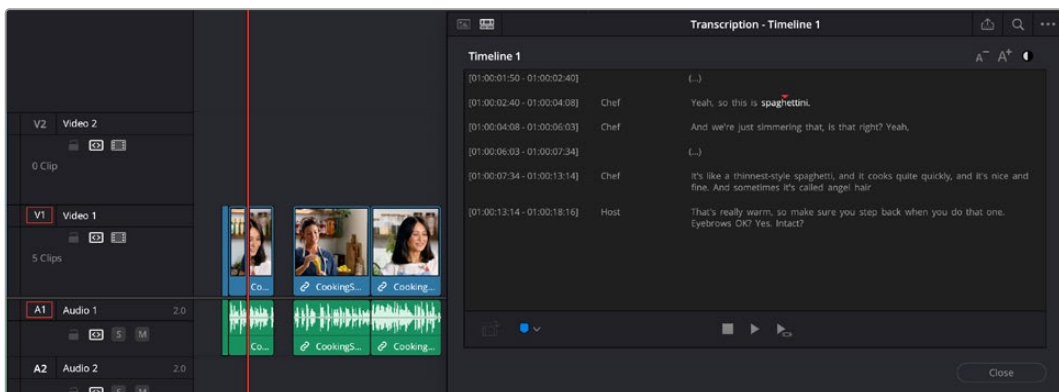 Transcription - Timeline 1
Timeline 1
A- A+
[01:00:01:50 - 01:00:02:40] (...)
[01:00:02:40 - 01:00:04:08] Chef Yeah, so this is spaghettini.
[01:00:04:08 - 01:00:06:03] Chef And we're just simmering that, is that right? Yeah,
[01:00:06:03 - 01:00:07:34] (...)
[01:00:07:34 - 01:00:13:14] Chef It's like a thinnest-style spaghetti, and it cooks quite quickly, and it's nice and
fine. And sometimes it's called angel hair
[01:00:13:14 - 01:00:18:16] Host That's really warm, so make sure you step back when you do that one.
Eyebrows OK? Yes. Intact?
Close
V2 Video 2
0 Clip
V1 Video 1
5 Clips
Co...
CookingS...
Cooking...
A1 Audio 1 2.0
S M
Co...
CookingS...
Cooking...
A2 Audio 2 2.0
S M